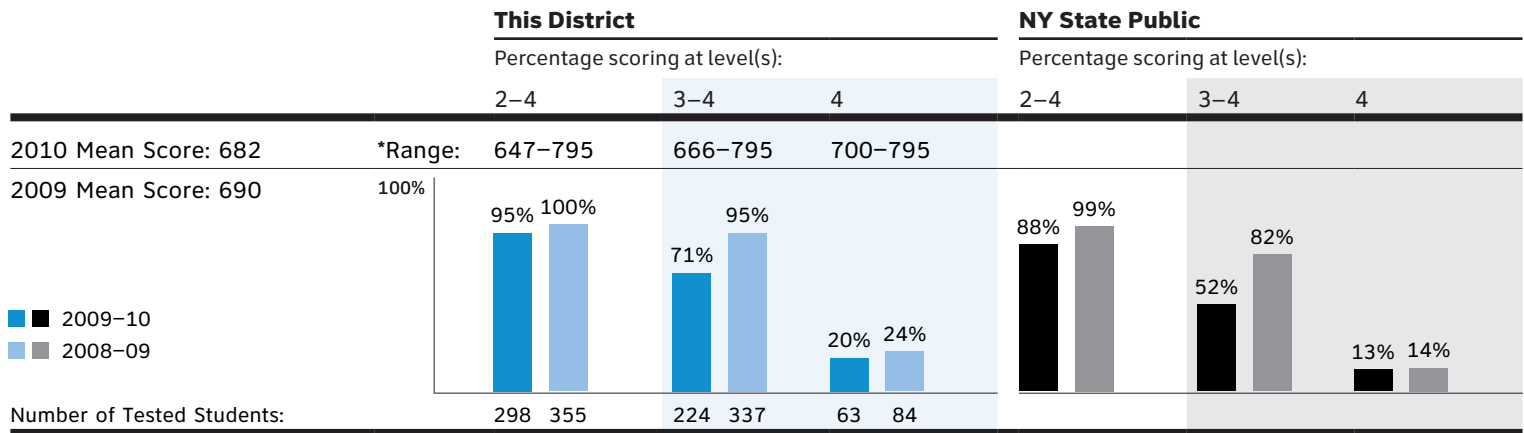 This District NY State Public
Percentage scoring at level(s): Percentage scoring at level(s):
2–4 3–4 4 2–4 3–4 4
2010 Mean Score: 682 *Range: 647–795 666–795 700–795
2009 Mean Score: 690 100%
95% 100% 71% 95% 20% 24% 88% 99% 52% 82% 13% 14%
2009–10
2008–09
Number of Tested Students: 298 355 224 337 63 84